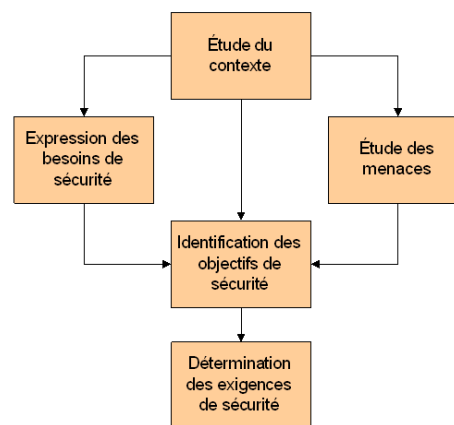 Étude du
contexte
Expression des
besoins de
sécurité
Étude des
menaces
Identification des
objectifs de
sécurité
Détermination
des exigences
de sécurité